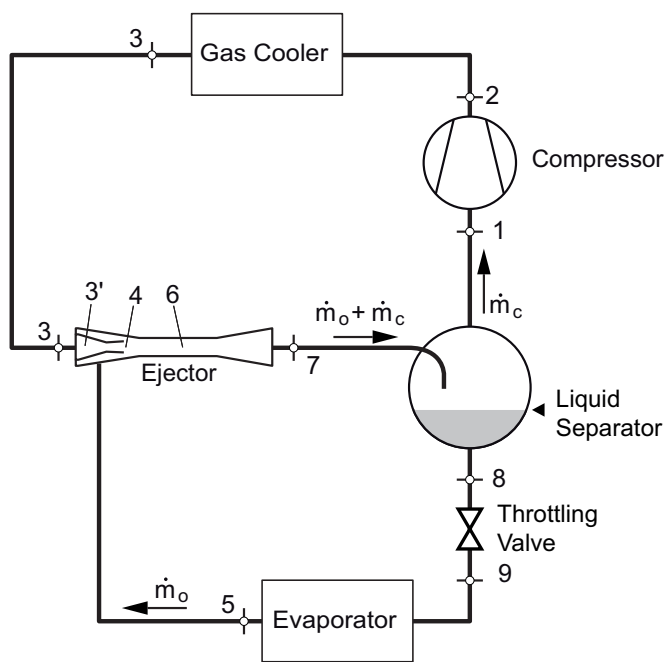 3
Gas Cooler
2
Compressor
1
ṁc
3' 4 6
ṁo + ṁc
3
7
Ejector
Liquid
Separator
8
Throttling
Valve
9
ṁo
5
Evaporator